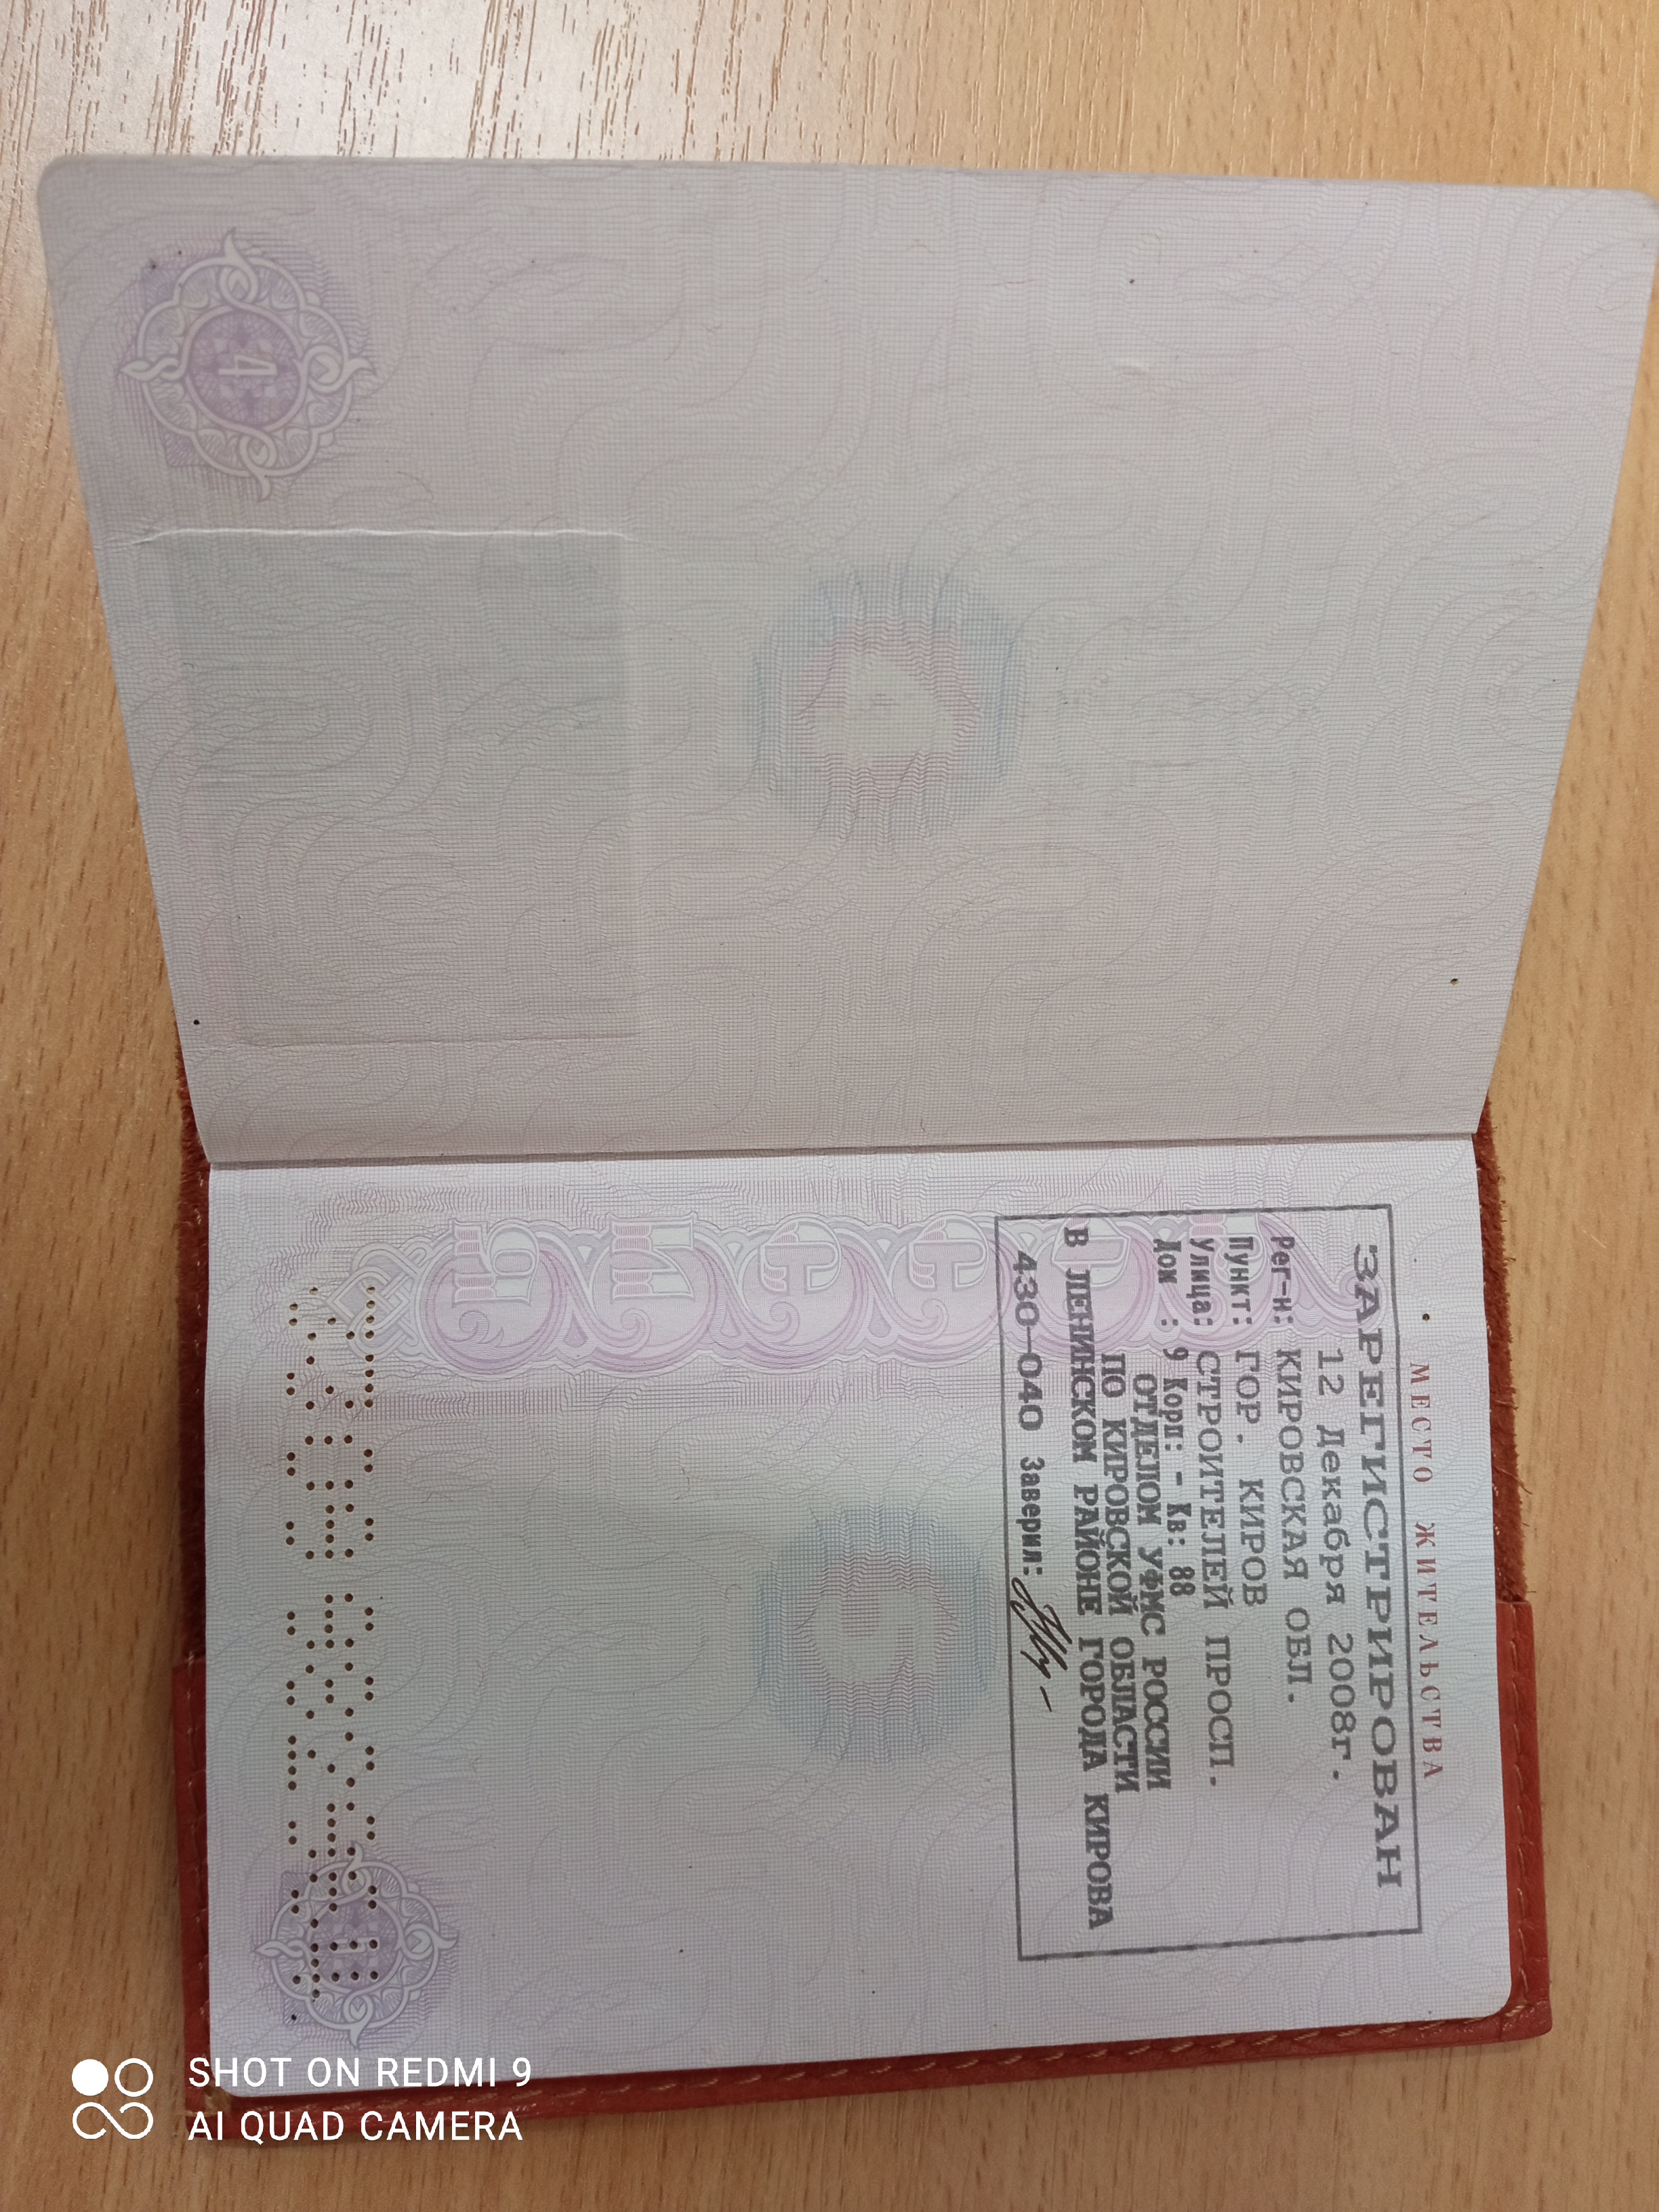 4
МЕСТО ЖИТЕЛЬСТВА
ЗАРЕГИСТРИРОВАН
12 Декабря 2008г.
Рег-н: КИРОВСКАЯ ОБЛ.
Пункт: ГОР. КИРОВ
Улица: СТРОИТЕЛЕЙ ПРОСП.
Дом : 9 Корп: - Кв: 88
ОТДЕЛОМ УФМС РОССИИ
ПО КИРОВСКОЙ ОБЛАСТИ
В ЛЕНИНСКОМ РАЙОНЕ ГОРОДА КИРОВА
430-040 Заверил:
SHOT ON REDMI 9
AI QUAD CAMERA